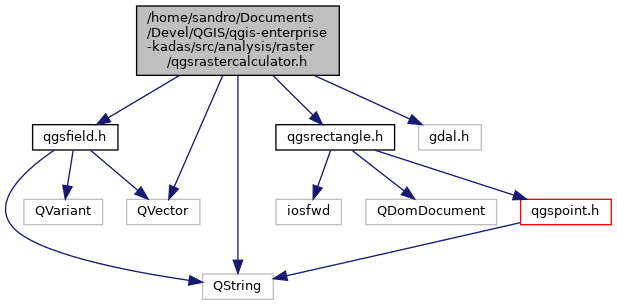 /home/sandro/Documents
/Devel/QGIS/qgis-enterprise
-kadas/src/analysis/raster
/qgsrastercalculator.h
qgsfield.h
qgsrectangle.h
gdal.h
QVariant
QVector
iosfwd
QDomDocument
qgspoint.h
QString